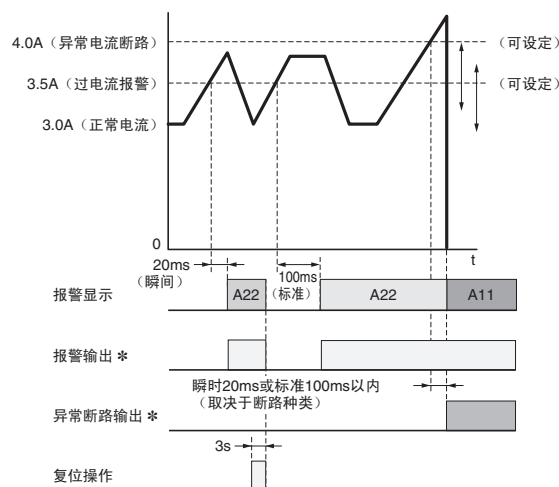 4.0A（异常电流断路）
（可设定）
3.5A（过电流报警）
（可设定）
3.0A（正常电流）
0
t
20ms
（瞬间）
100ms
（标准）
报警显示
A22
A22
A11
报警输出＊
瞬时20ms或标准100ms以内
（取决于断路种类）
异常断路输出＊
3s
复位操作